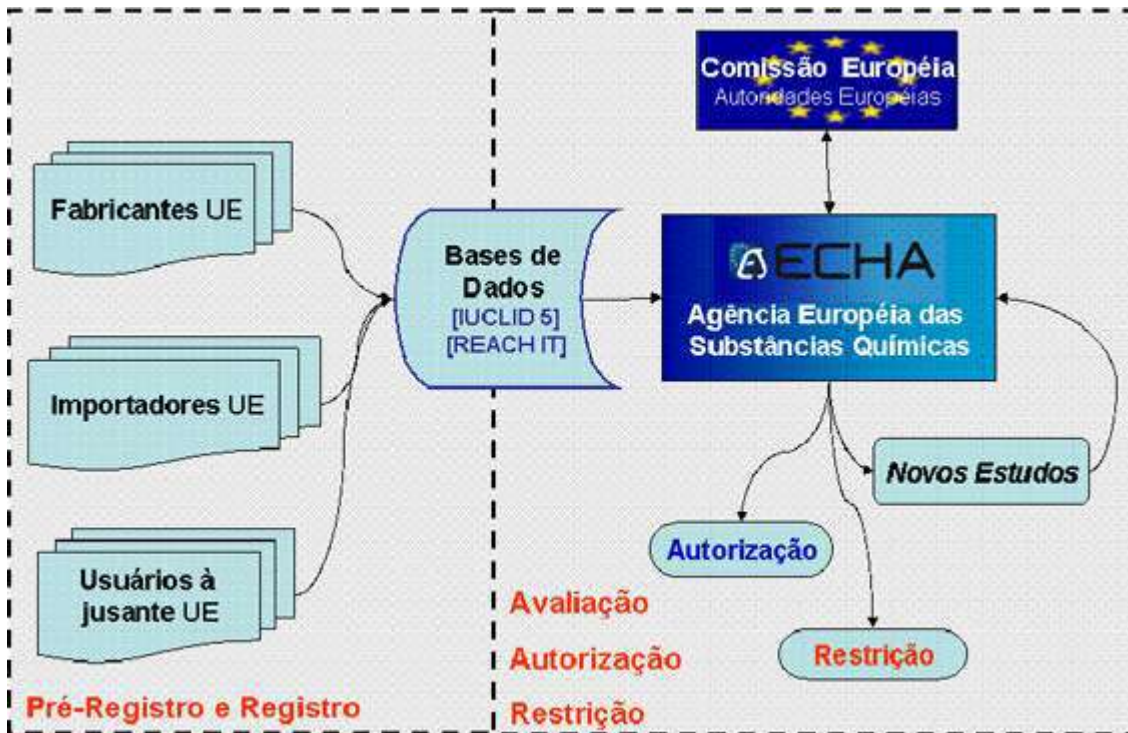 Comissão Européia
Autoridades Européias
Fabricantes UE
Bases de
Dados
[IUCLID 5]
[REACH IT]
ECHA
Agência Européia das
Substâncias Químicas
Importadores UE
Novos Estudos
Autorização
Usuários à
jusante UE
Avaliação
Autorização
Restrição
Restrição
Pré-Registro e Registro